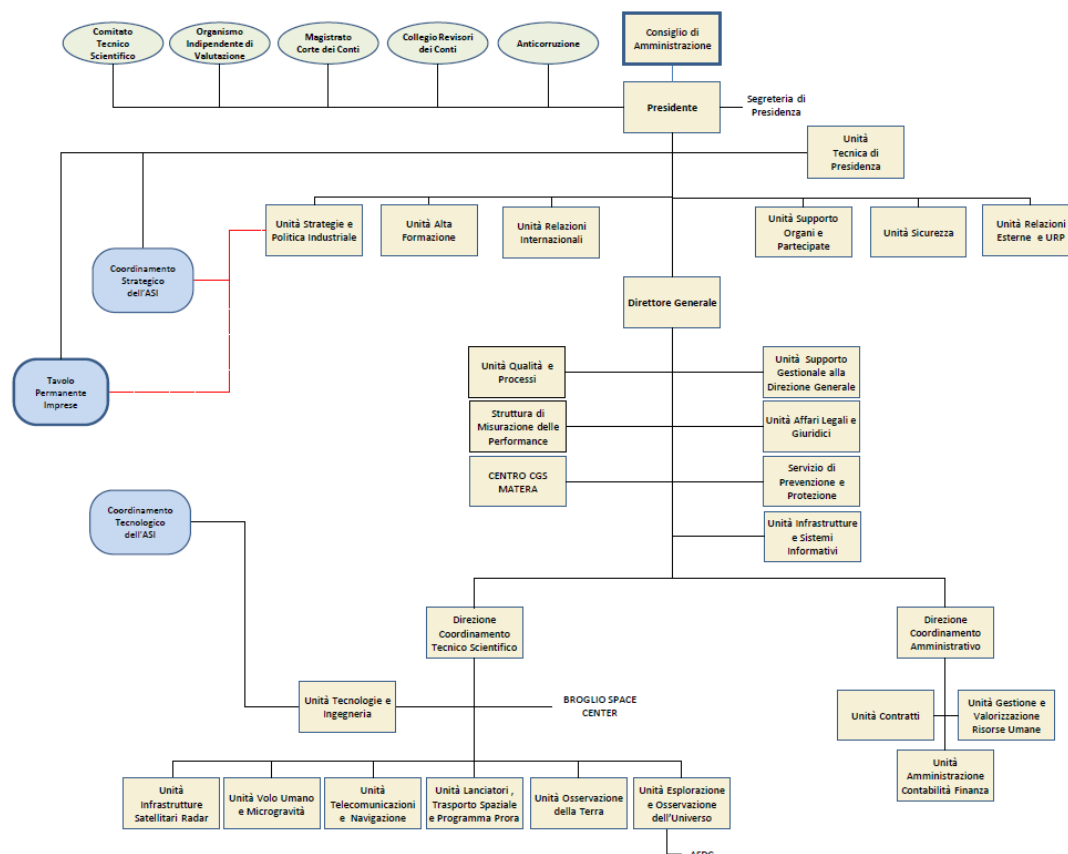 Comitato
Tecnico
Scientifico
Organismo
Indipendente di
Valutazione
Magistrato
Corte dei Conti
Collegio Revisori
dei Conti
Anticorruzione
Consiglio di
Amministrazione
Presidente
Segreteria di
Presidenza
Unità
Tecnica di
Presidenza
Unità Strategie e
Politica Industriale
Unità Alta
Formazione
Unità Relazioni
Internazionali
Unità Supporto
Organi e
Partecipate
Unità Sicurezza
Unità Relazioni
Esterne e URP
Coordinamento
Strategico
dell'ASI
Direttore Generale
Tavolo
Permanente
Imprese
Unità Qualità e
Processi
Unità Supporto
Gestionale alla
Direzione Generale
Struttura di
Misurazione delle
Performance
Unità Affari Legali e
Giuridici
CENTRO CGS
MATERA
Servizio di
Prevenzione e
Protezione
Coordinamento
Tecnologico
dell'ASI
Unità Infrastrutture
e Sistemi
Informativi
Direzione
Coordinamento
Tecnico Scientifico
Direzione
Coordinamento
Amministrativo
Unità Tecnologie e
Ingegneria
BROGLIO SPACE
CENTER
Unità Contratti
Unità Gestione e
Valorizzazione
Risorse Umane
Unità
Amministrazione
Contabilità Finanza
Unità
Infrastrutture
Satellitari Radar
Unità Volo Umano
e Microgravità
Unità
Telecomunicazioni
e Navigazione
Unità Lanciatori ,
Trasporto Spaziale
e Programma Prora
Unità Osservazione
della Terra
Unità Esplorazione
e Osservazione
dell'Universo